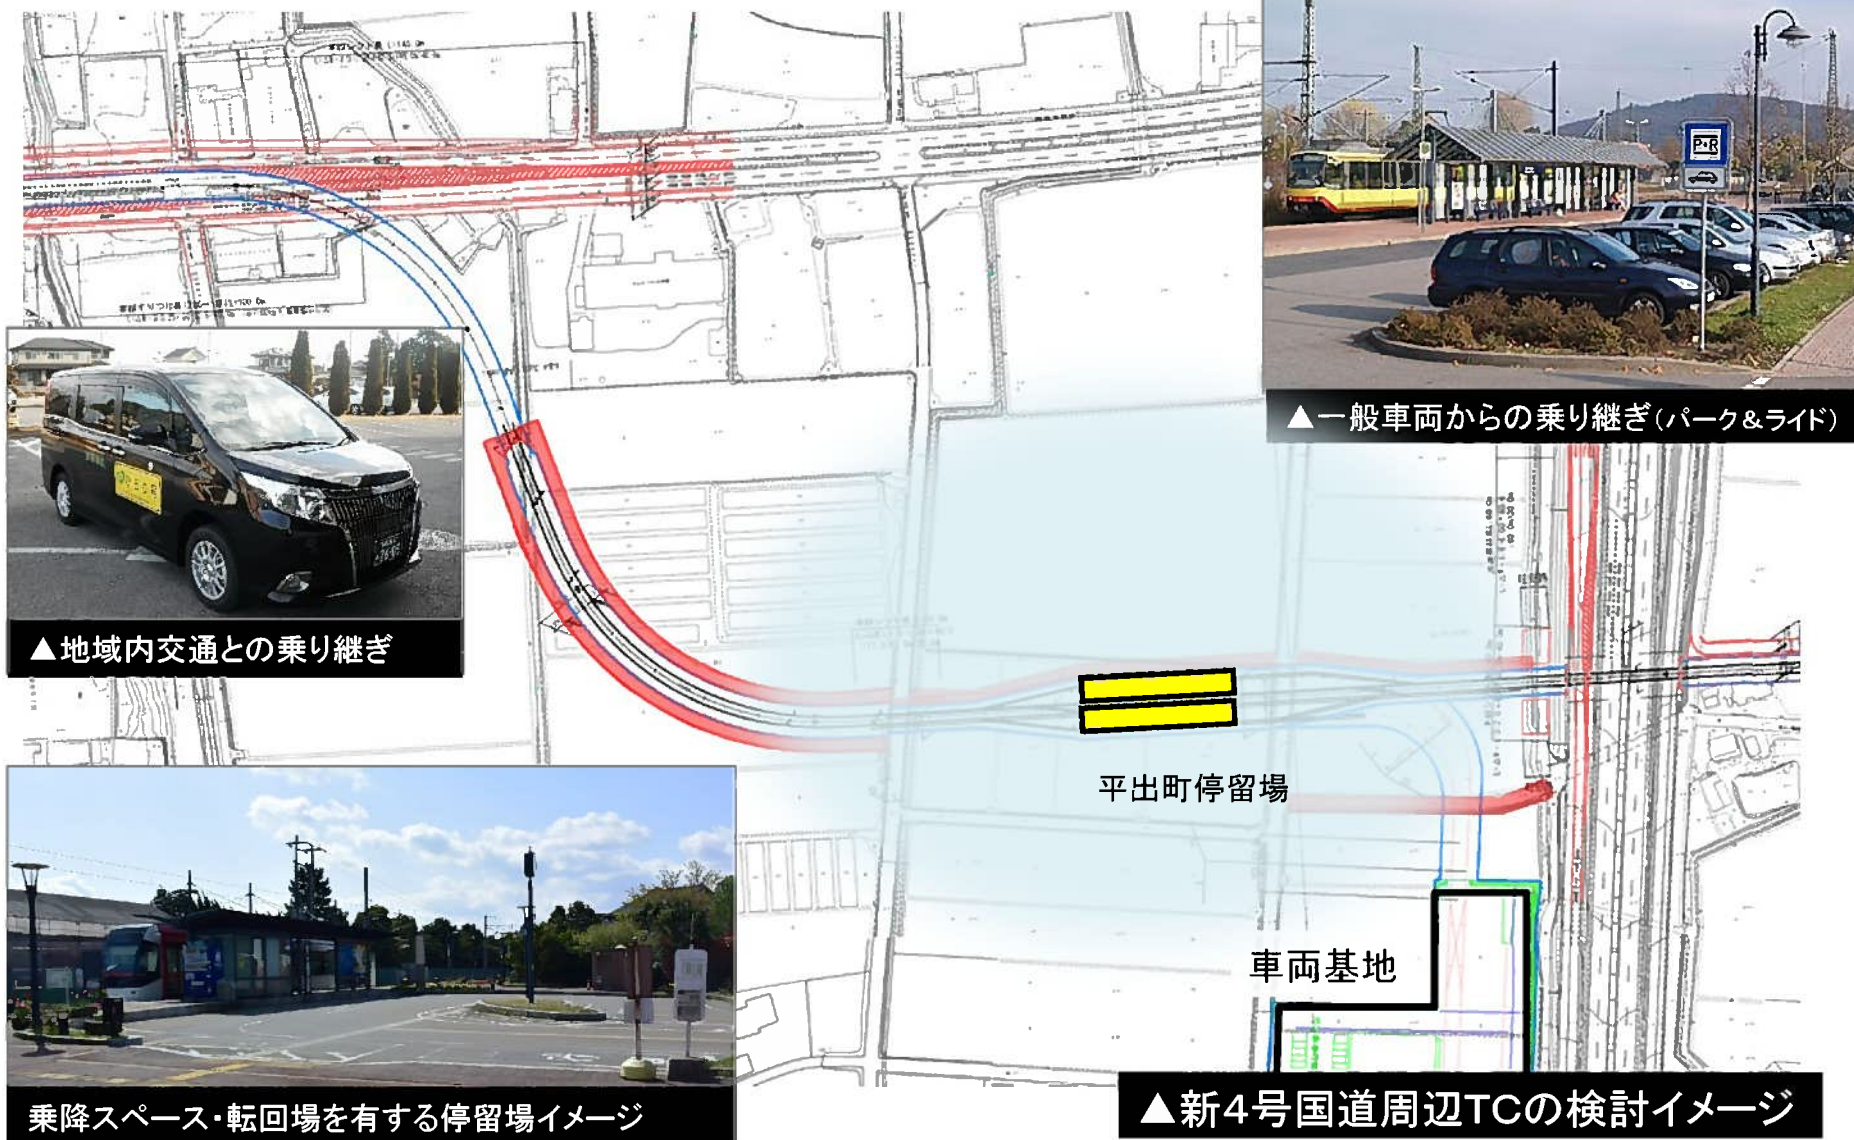 P+R
▲一般車両からの乗り継ぎ(パーク&ライド)
▲地域内交通との乗り継ぎ
平出町停留場
車両基地
乗降スペース・転回場を有する停留場イメージ
▲新4号国道周辺TCの検討イメージ